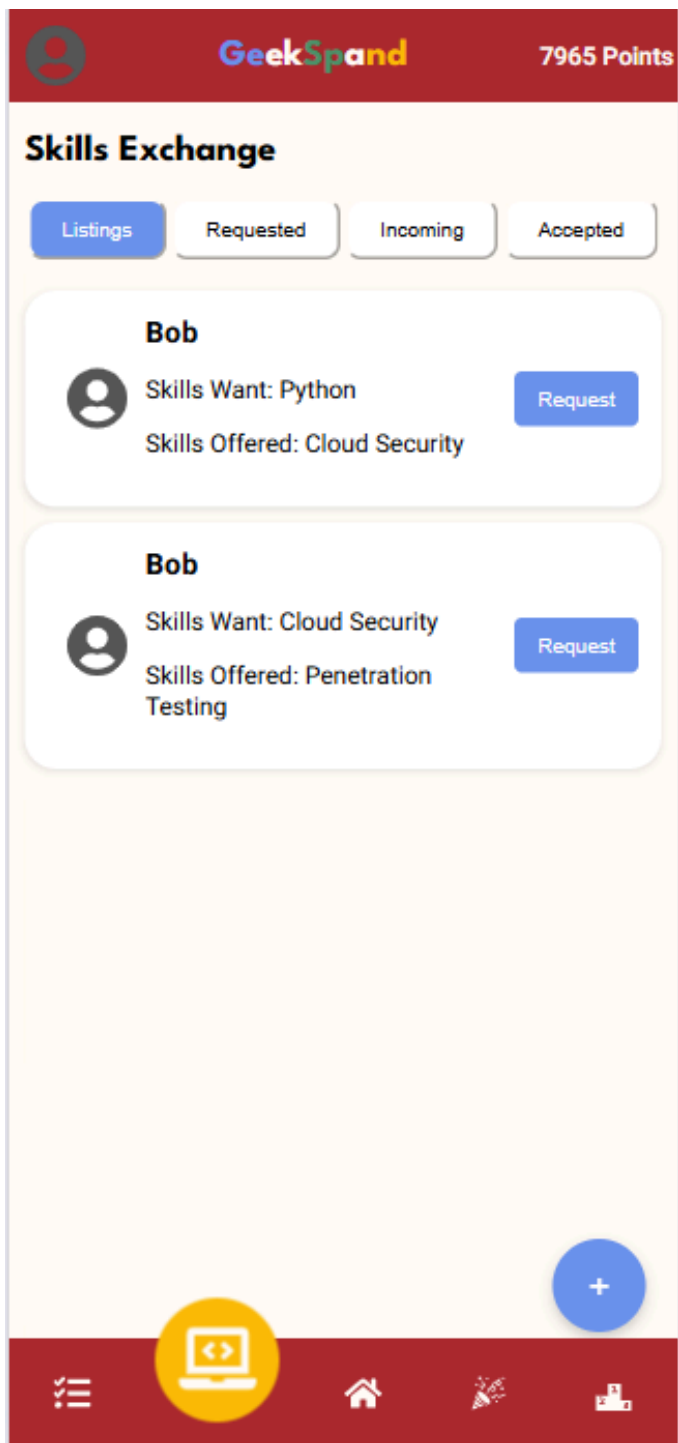 GeekSpand
7965 Points
Skills Exchange
Listings
Requested
Incoming
Accepted
Bob
Skills Want: Python
Request
Skills Offered: Cloud Security
Bob
Skills Want: Cloud Security
Request
Skills Offered: Penetration
Testing
+